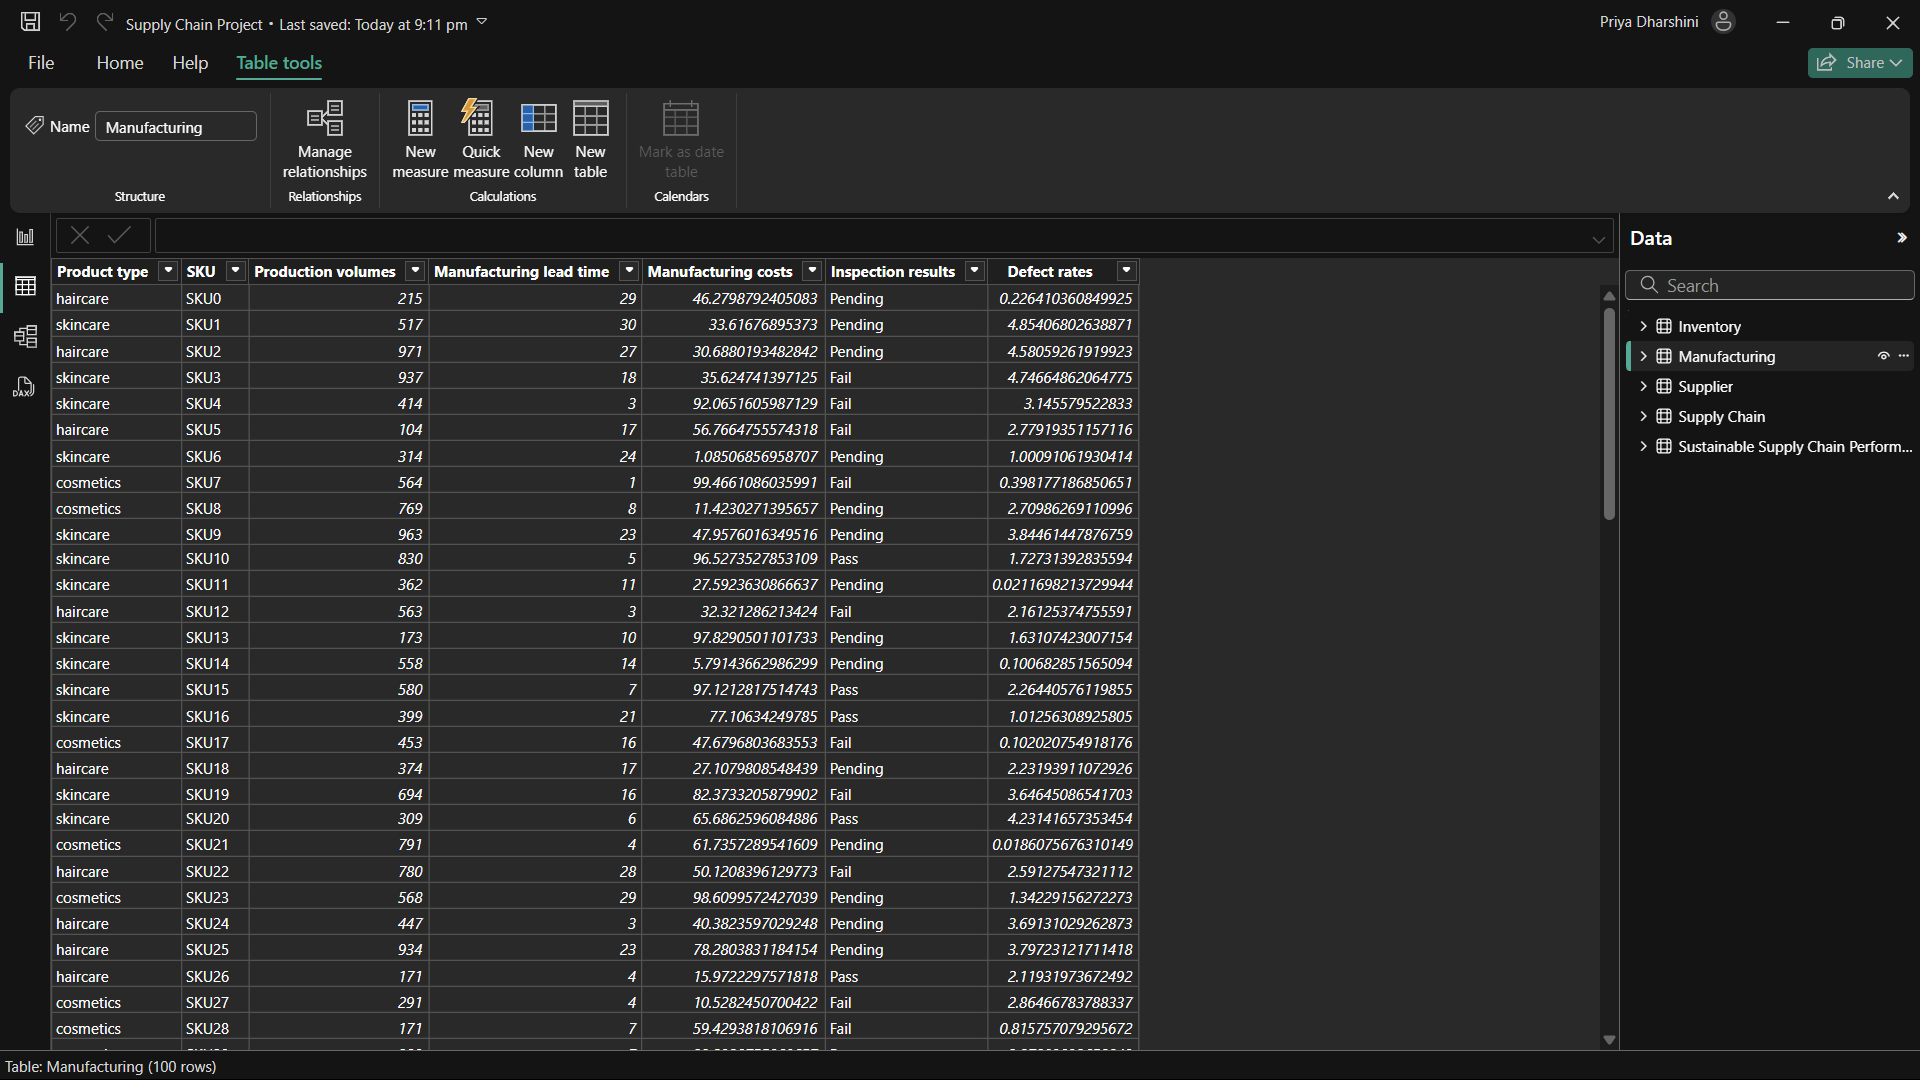 Supply Chain Project • Last saved: Today at 9:11 pm
Priya Dharshini
File Home Help Table tools
Share
Name Manufacturing
Manage relationships
New measure
Quick measure
New column
New table
Mark as date table
Structure Relationships Calculations Calendars
DAX
Data
Search
Inventory
Manufacturing
Supplier
Supply Chain
Sustainable Supply Chain Perform...
Product type SKU Production volumes Manufacturing lead time Manufacturing costs Inspection results Defect rates
haircare SKU0 215 29 46.2798792405083 Pending 0.226410360849925
skincare SKU1 517 30 33.61676895373 Pending 4.85406802638871
haircare SKU2 971 27 30.6880193482842 Pending 4.58059261919923
skincare SKU3 937 18 35.624741397125 Fail 4.74664862064775
skincare SKU4 414 3 92.0651605987129 Fail 3.145579522833
haircare SKU5 104 17 56.7664755574318 Fail 2.77919351157116
skincare SKU6 314 24 1.08506856958707 Pending 1.00091061930414
cosmetics SKU7 564 1 99.4661086035991 Fail 0.398177186850651
cosmetics SKU8 769 8 11.4230271395657 Pending 2.70986269110996
skincare SKU9 963 23 47.9576016349516 Pending 3.84461447876759
skincare SKU10 830 5 96.5273527853109 Pass 1.72731392835594
skincare SKU11 362 11 27.5923630866637 Pending 0.0211698213729944
haircare SKU12 563 3 32.321286213424 Fail 2.16125374755591
skincare SKU13 173 10 97.8290501101733 Pending 1.63107423007154
skincare SKU14 558 14 5.79143662986299 Pending 0.100682851565094
skincare SKU15 580 7 97.1212817514743 Pass 2.26440576119855
skincare SKU16 399 21 77.10634249785 Pass 1.01256308925805
cosmetics SKU17 453 16 47.6796803683553 Fail 0.102020754918176
haircare SKU18 374 17 27.1079808548439 Pending 2.23193911072926
skincare SKU19 694 16 82.3733205879902 Fail 3.64645086541703
skincare SKU20 309 6 65.6862596084886 Pass 4.23141657353454
cosmetics SKU21 791 4 61.7357289541609 Pending 0.0186075676310149
haircare SKU22 780 28 50.1208396129773 Fail 2.59127547321112
cosmetics SKU23 568 29 98.6099572427039 Pending 1.34229156272273
haircare SKU24 447 3 40.3823597029248 Pending 3.69131029262873
haircare SKU25 934 23 78.2803831184154 Pending 3.79723121711418
haircare SKU26 171 4 15.9722297571818 Pass 2.11931973672492
cosmetics SKU27 291 4 10.5282450700422 Fail 2.86466783788337
cosmetics SKU28 171 7 59.4293818106916 Fail 0.815757079295672
Table: Manufacturing (100 rows)